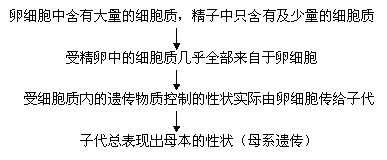 卵细胞中含有大量的细胞质，精子中只含有及少量的细胞质
受精卵中的细胞质几乎全部来自于卵细胞
受细胞质内的遗传物质控制的性状实际由卵细胞传给子代
子代总表现出母本的性状（母系遗传）